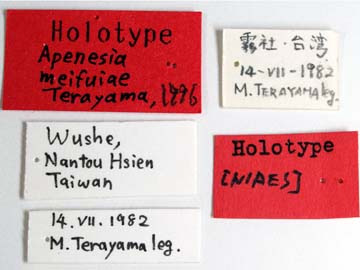 Holotype
Apenesia
meifuiae
Terayama, 1996
霧社・台湾
14-VII-1982
M. TERAYAMA leg.
Wushe,
Nantou Hsien
Taiwan
Holotype
[NIAES]
14. VII. 1982
M. Terayama leg.